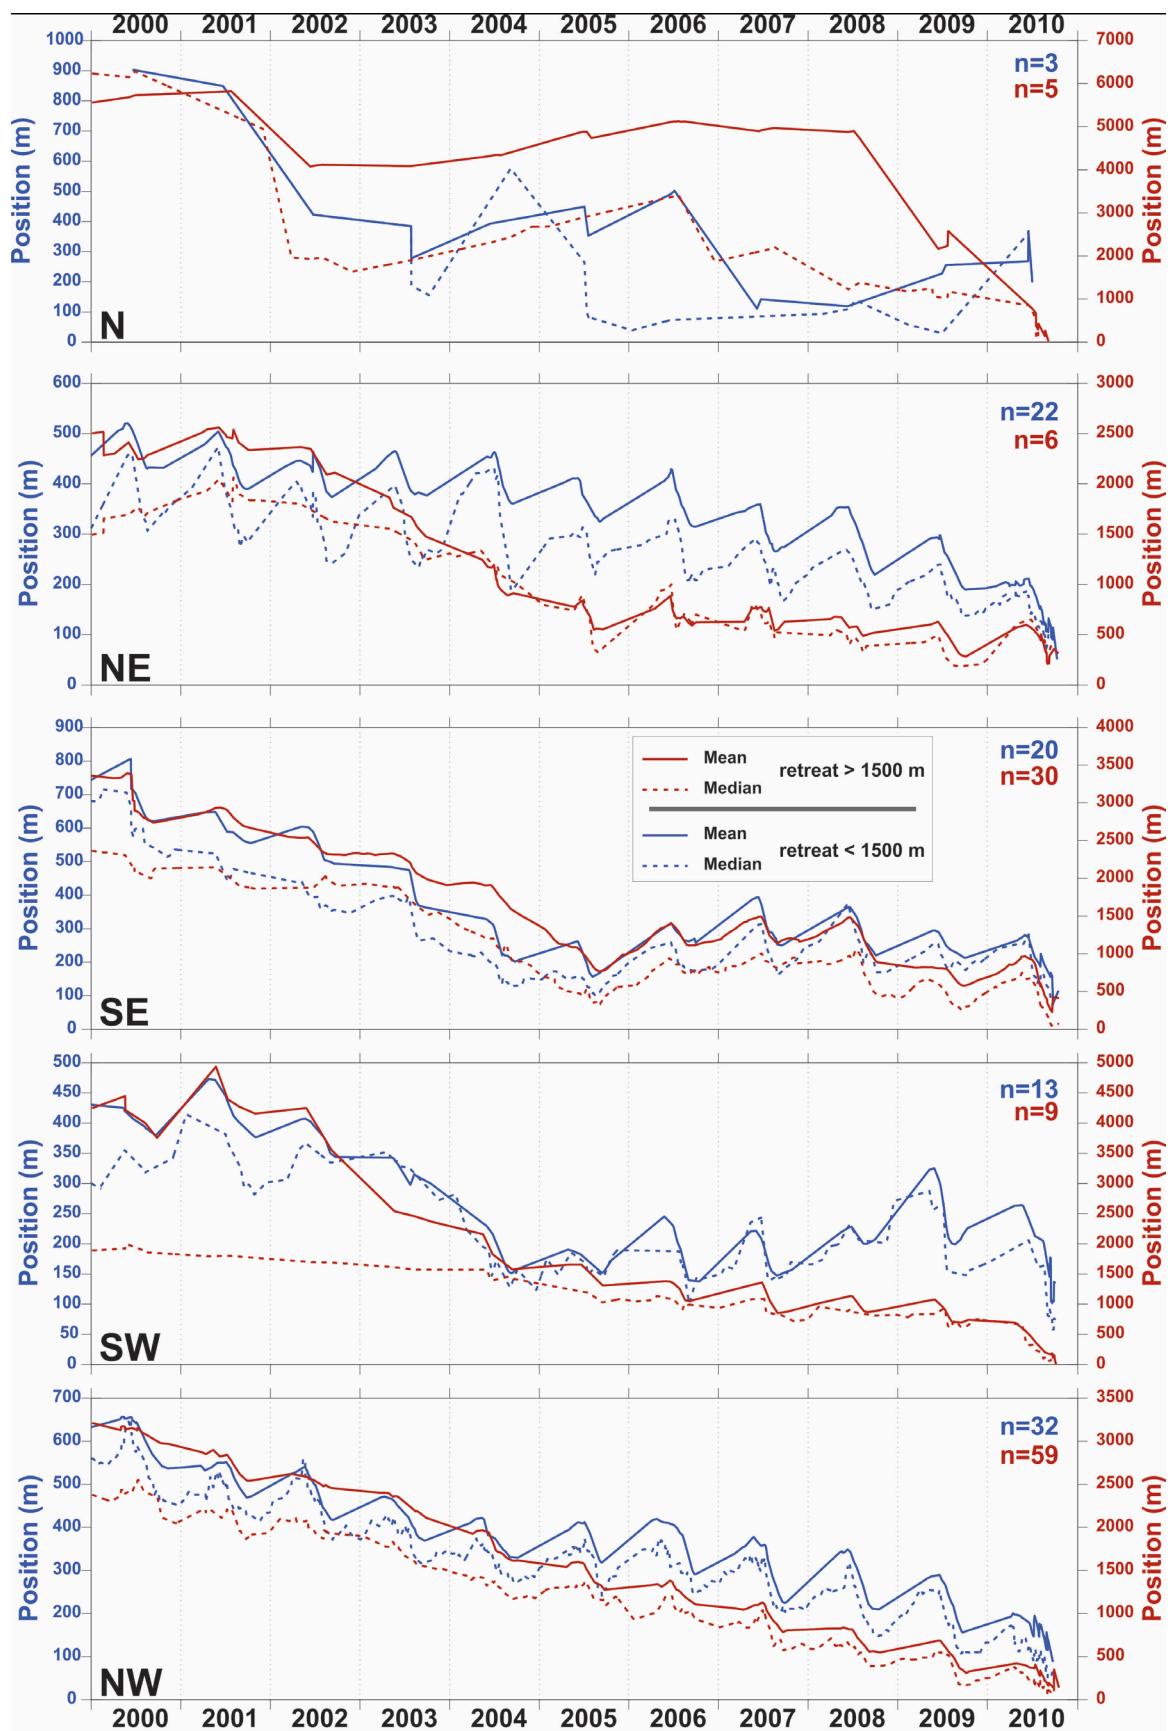 2000 2001 2002 2003 2004 2005 2006 2007 2008 2009 2010
Position (m)
1000
900
800
700
600
500
400
300
200
100
0
N
n=3
n=5
7000
6000
5000
4000
3000
2000
1000
0
Position (m)
Position (m)
600
500
400
300
200
100
0
NE
n=22
n=6
3000
2500
2000
1500
1000
500
0
Position (m)
Position (m)
900
800
700
600
500
400
300
200
100
0
SE
Mean
Median
retreat > 1500 m
Mean
Median
retreat < 1500 m
n=20
n=30
4000
3500
3000
2500
2000
1500
1000
500
0
Position (m)
Position (m)
500
450
400
350
300
250
200
150
100
50
0
SW
n=13
n=9
5000
4500
4000
3500
3000
2500
2000
1500
1000
500
0
Position (m)
Position (m)
700
600
500
400
300
200
100
0
NW
n=32
n=59
3500
3000
2500
2000
1500
1000
500
0
Position (m)
2000 2001 2002 2003 2004 2005 2006 2007 2008 2009 2010